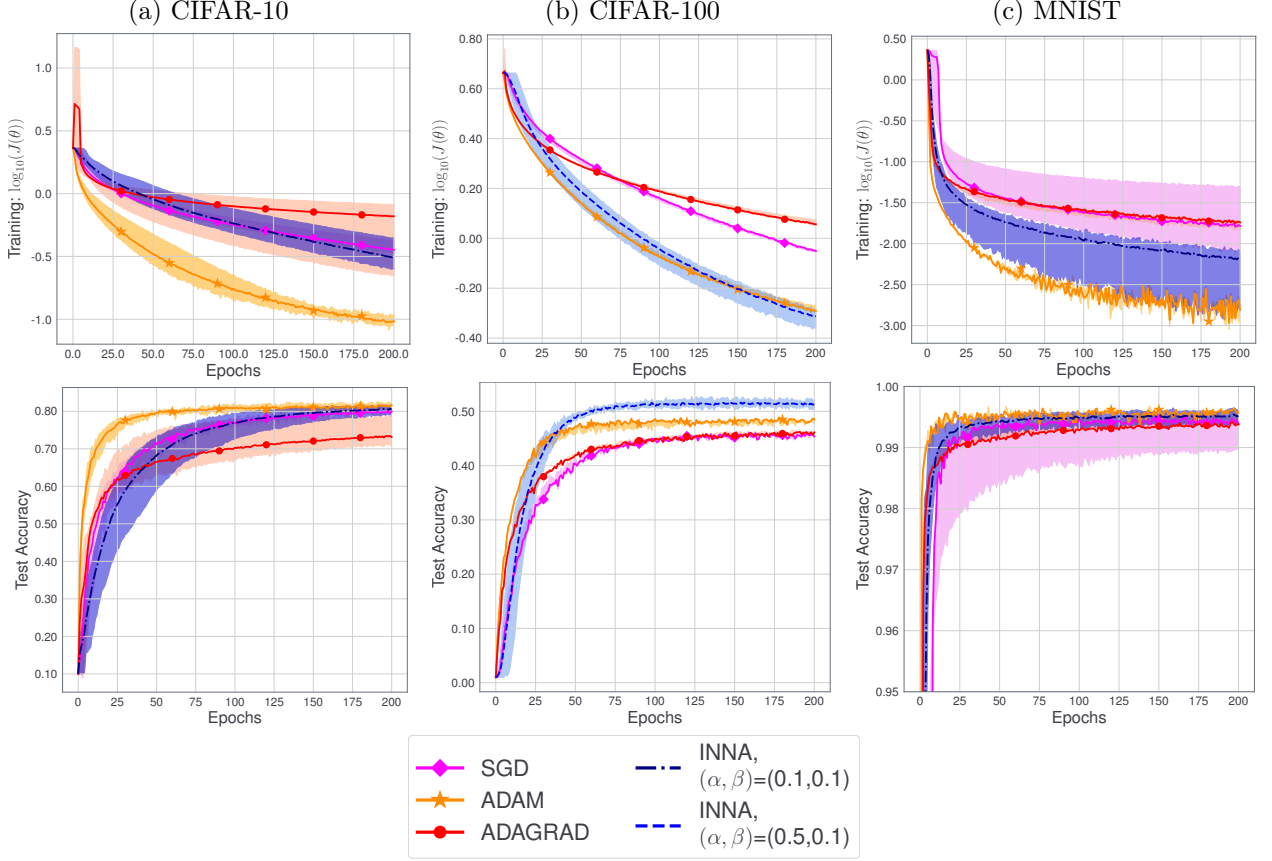 (a) CIFAR-10
(b) CIFAR-100
(c) MNIST
Training: log₁₀(J(θ))
1.0
0.5
0.0
-0.5
-1.0
0.0 25.0 50.0 75.0 100.0 125.0 150.0 175.0 200.0
Epochs
Training: log₁₀(J(θ))
0.80
0.60
0.40
0.20
0.00
-0.20
-0.40
0 25 50 75 100 125 150 175 200
Epochs
Training: log₁₀(J(θ))
0.50
0.00
-0.50
-1.00
-1.50
-2.00
-2.50
-3.00
0 25 50 75 100 125 150 175 200
Epochs
Test Accuracy
0.80
0.70
0.60
0.50
0.40
0.30
0.20
0.10
0 25 50 75 100 125 150 175 200
Epochs
Test Accuracy
0.50
0.40
0.30
0.20
0.10
0.00
0 25 50 75 100 125 150 175 200
Epochs
Test Accuracy
1.00
0.99
0.98
0.97
0.96
0.95
0 25 50 75 100 125 150 175 200
Epochs
SGD
ADAM
ADAGRAD
INNA,
(α, β)=(0.1,0.1)
INNA,
(α, β)=(0.5,0.1)